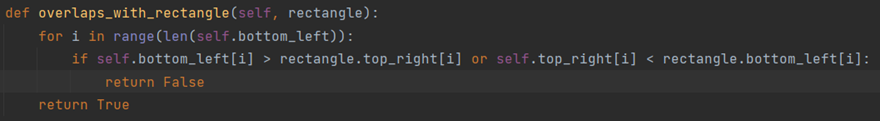 def overlaps_with_rectangle(self, rectangle):
    for i in range(len(self.bottom_left)):
        if self.bottom_left[i] > rectangle.top_right[i] or self.top_right[i] < rectangle.bottom_left[i]:
            return False
    return True